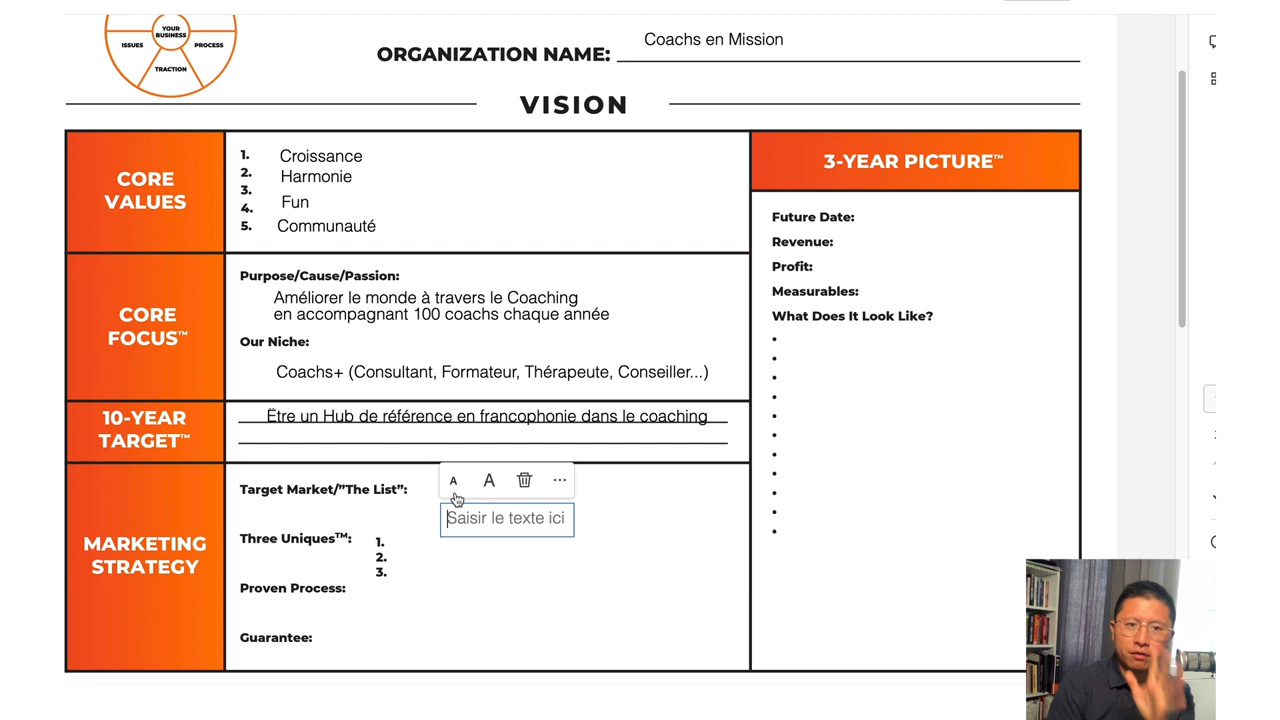 YOUR
BUSINESS
ISSUES
PROCESS
TRACTION
ORGANIZATION NAME: Coachs en Mission
VISION
CORE
VALUES
1. Croissance
2. Harmonie
3.
4. Fun
5. Communauté
CORE
FOCUS™
Purpose/Cause/Passion:
Améliorer le monde à travers le Coaching
en accompagnant 100 coachs chaque année
Our Niche:
Coachs+ (Consultant, Formateur, Thérapeute, Conseiller...)
10-YEAR
TARGET™
Être un Hub de référence en francophonie dans le coaching
MARKETING
STRATEGY
Target Market/”The List”:
A A ...
Saisir le texte ici
Three Uniques™:
1.
2.
3.
Proven Process:
Guarantee:
3-YEAR PICTURE™
Future Date:
Revenue:
Profit:
Measurables:
What Does It Look Like?